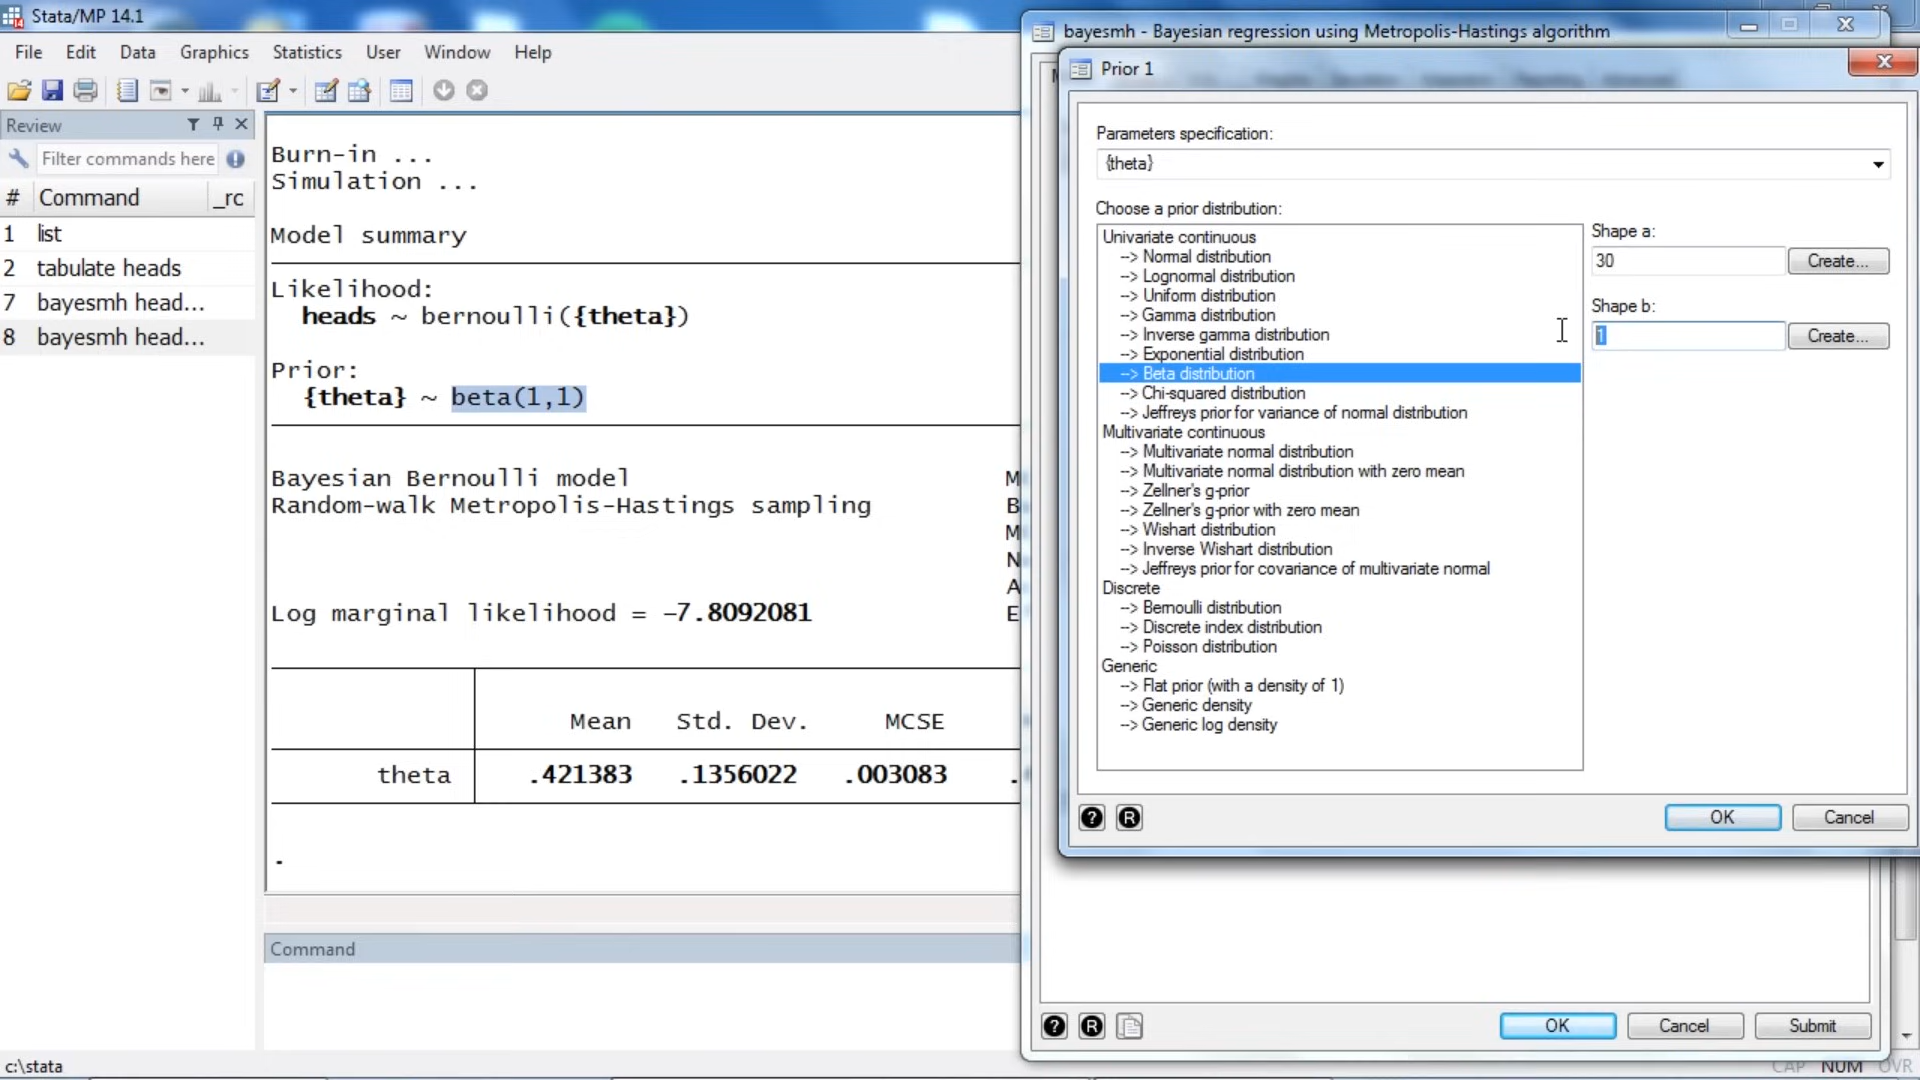 Stata/MP 14.1
File Edit Data Graphics Statistics User Window Help
Review
Filter commands here
# Command _rc
1 list
2 tabulate heads
7 bayesmh head...
8 bayesmh head...
Burn-in ...
Simulation ...
Model summary
Likelihood:
heads ~ bernoulli({theta})
Prior:
{theta} ~ beta(1,1)
Bayesian Bernoulli model M
Random-walk Metropolis-Hastings sampling B
M
N
A
Log marginal likelihood = -7.8092081 E
Mean Std. Dev. MCSE
theta .421383 .1356022 .003083 .
.
Command
c:\stata
CAP NUM OVR
bayesmh - Bayesian regression using Metropolis-Hastings algorithm
Prior 1
Parameters specification:
{theta}
Choose a prior distribution:
Univariate continuous
--> Normal distribution
--> Lognormal distribution
--> Uniform distribution
--> Gamma distribution
--> Inverse gamma distribution
--> Exponential distribution
--> Beta distribution
--> Chi-squared distribution
--> Jeffreys prior for variance of normal distribution
Multivariate continuous
--> Multivariate normal distribution
--> Multivariate normal distribution with zero mean
--> Zellner's g-prior
--> Zellner's g-prior with zero mean
--> Wishart distribution
--> Inverse Wishart distribution
--> Jeffreys prior for covariance of multivariate normal
Discrete
--> Bernoulli distribution
--> Discrete index distribution
--> Poisson distribution
Generic
--> Flat prior (with a density of 1)
--> Generic density
--> Generic log density
Shape a:
30 Create...
Shape b:
1 Create...
? R OK Cancel
? R OK Cancel Submit